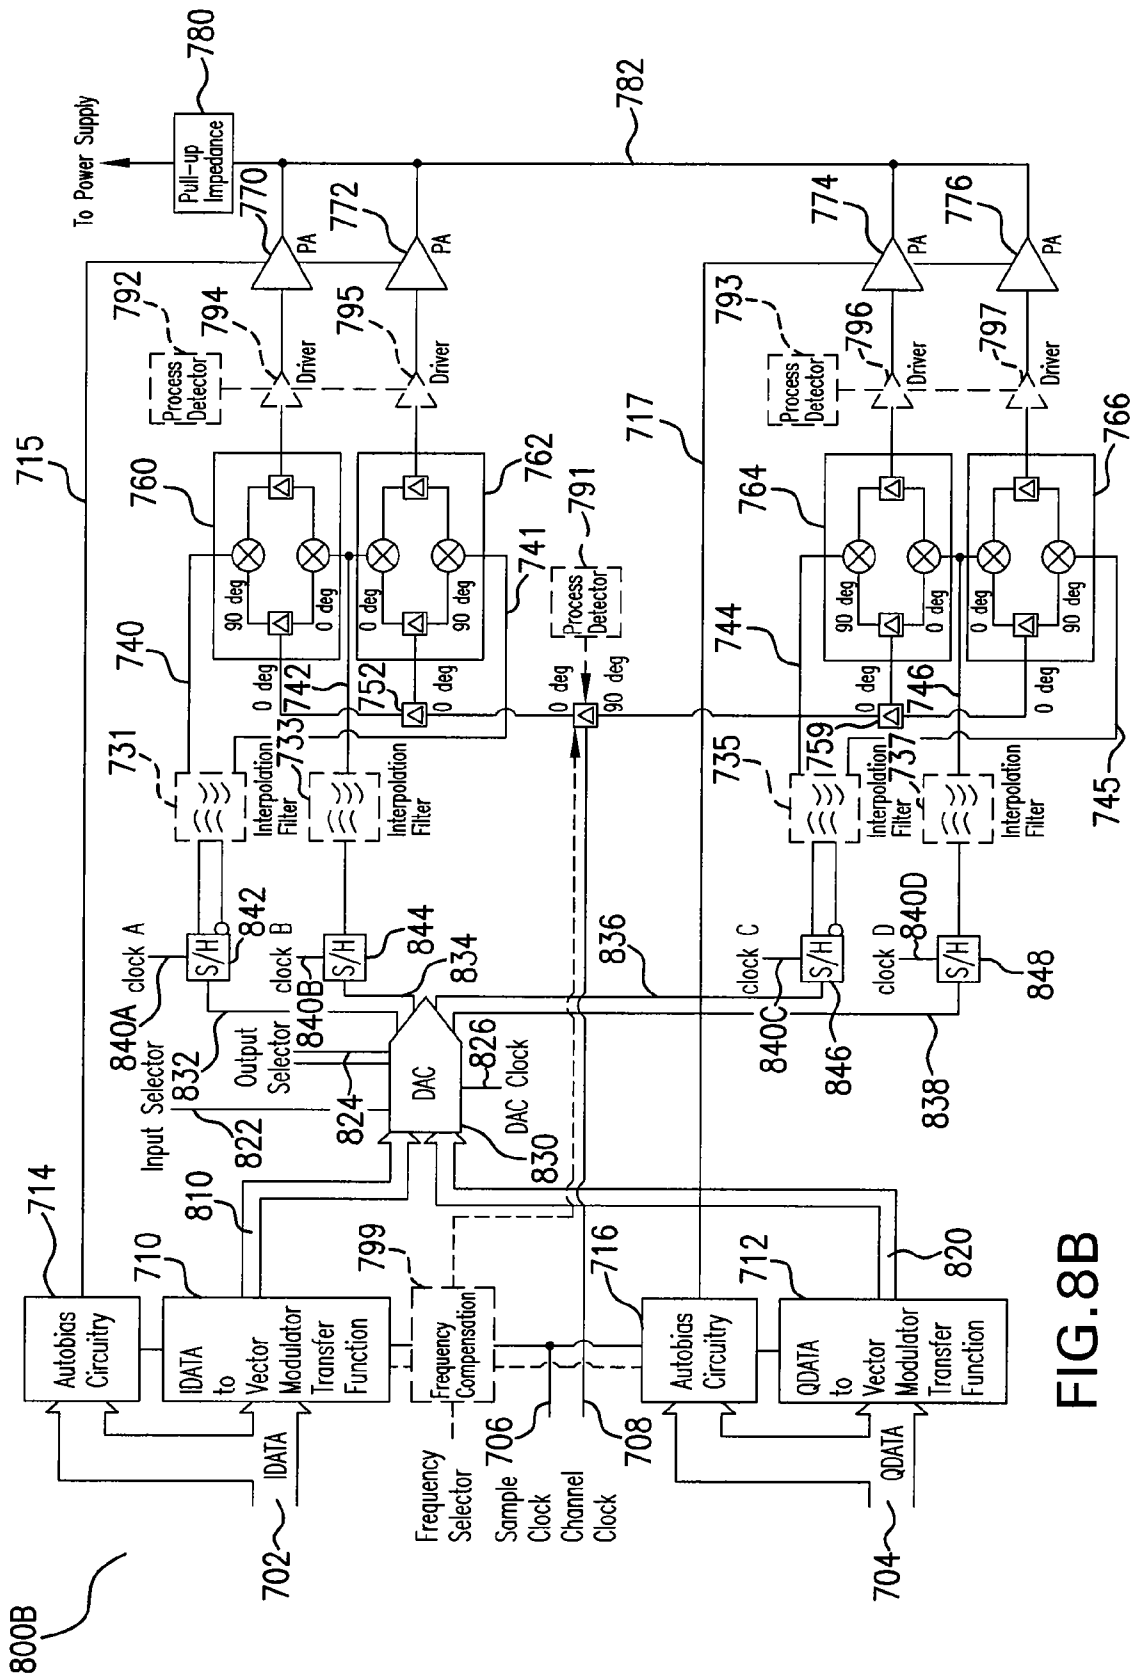 800B
702
IDATA
714
Autobias
Circuitry
715
710
IDATA
to
Vector
Modulator
Transfer
Function
810
Frequency
Selector
799
Frequency
Compensation
Sample
Clock
706
Channel
Clock
708
716
Autobias
Circuitry
717
704
QDATA
712
QDATA
to
Vector
Modulator
Transfer
Function
820
Input Selector
822
Output
Selector
824
DAC
DAC Clock
826
830
832
834
836
838
840A
clock A
S/H
842
840B
clock B
S/H
844
840C
clock C
S/H
846
840D
clock D
S/H
848
731
Interpolation
Filter
733
Interpolation
Filter
735
Interpolation
Filter
737
Interpolation
Filter
740
741
742
744
745
746
752
759
0 deg
0 deg
0 deg
90 deg
0 deg
0 deg
760
90 deg
0 deg
762
0 deg
90 deg
764
90 deg
0 deg
766
0 deg
90 deg
791
Process
Detector
792
Process
Detector
793
Process
Detector
794
Driver
795
Driver
796
Driver
797
Driver
770
PA
772
PA
774
PA
776
PA
To Power Supply
Pull-up
Impedance
780
782
FIG.8B